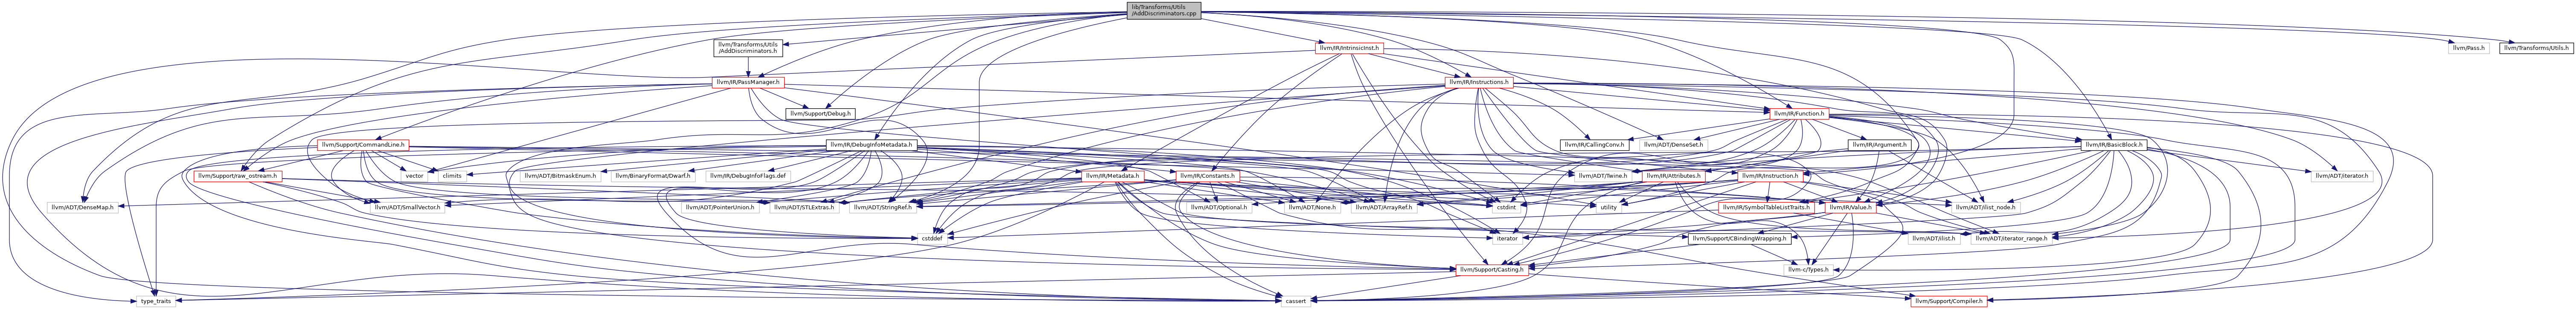 lib/Transforms/Utils
/AddDiscriminators.cpp
llvm/Transforms/Utils
/AddDiscriminators.h
llvm/IR/IntrinsicInst.h
llvm/Pass.h
llvm/Transforms/Utils.h
llvm/IR/PassManager.h
llvm/IR/Instructions.h
llvm/Support/Debug.h
llvm/IR/Function.h
llvm/Support/CommandLine.h
llvm/IR/DebugInfoMetadata.h
llvm/IR/CallingConv.h
llvm/ADT/DenseSet.h
llvm/IR/Argument.h
llvm/IR/BasicBlock.h
llvm/Support/raw_ostream.h
vector
climits
llvm/ADT/BitmaskEnum.h
llvm/BinaryFormat/Dwarf.h
llvm/IR/DebugInfoFlags.def
llvm/IR/Metadata.h
llvm/IR/Constants.h
llvm/ADT/Twine.h
llvm/IR/Attributes.h
llvm/IR/Instruction.h
llvm/ADT/iterator.h
llvm/ADT/DenseMap.h
llvm/ADT/SmallVector.h
llvm/ADT/PointerUnion.h
llvm/ADT/STLExtras.h
llvm/ADT/StringRef.h
llvm/ADT/Optional.h
llvm/ADT/None.h
llvm/ADT/ArrayRef.h
cstdint
utility
llvm/IR/SymbolTableListTraits.h
llvm/IR/Value.h
llvm/ADT/ilist_node.h
cstddef
iterator
llvm/Support/CBindingWrapping.h
llvm/ADT/ilist.h
llvm/ADT/iterator_range.h
llvm/Support/Casting.h
llvm-c/Types.h
type_traits
cassert
llvm/Support/Compiler.h